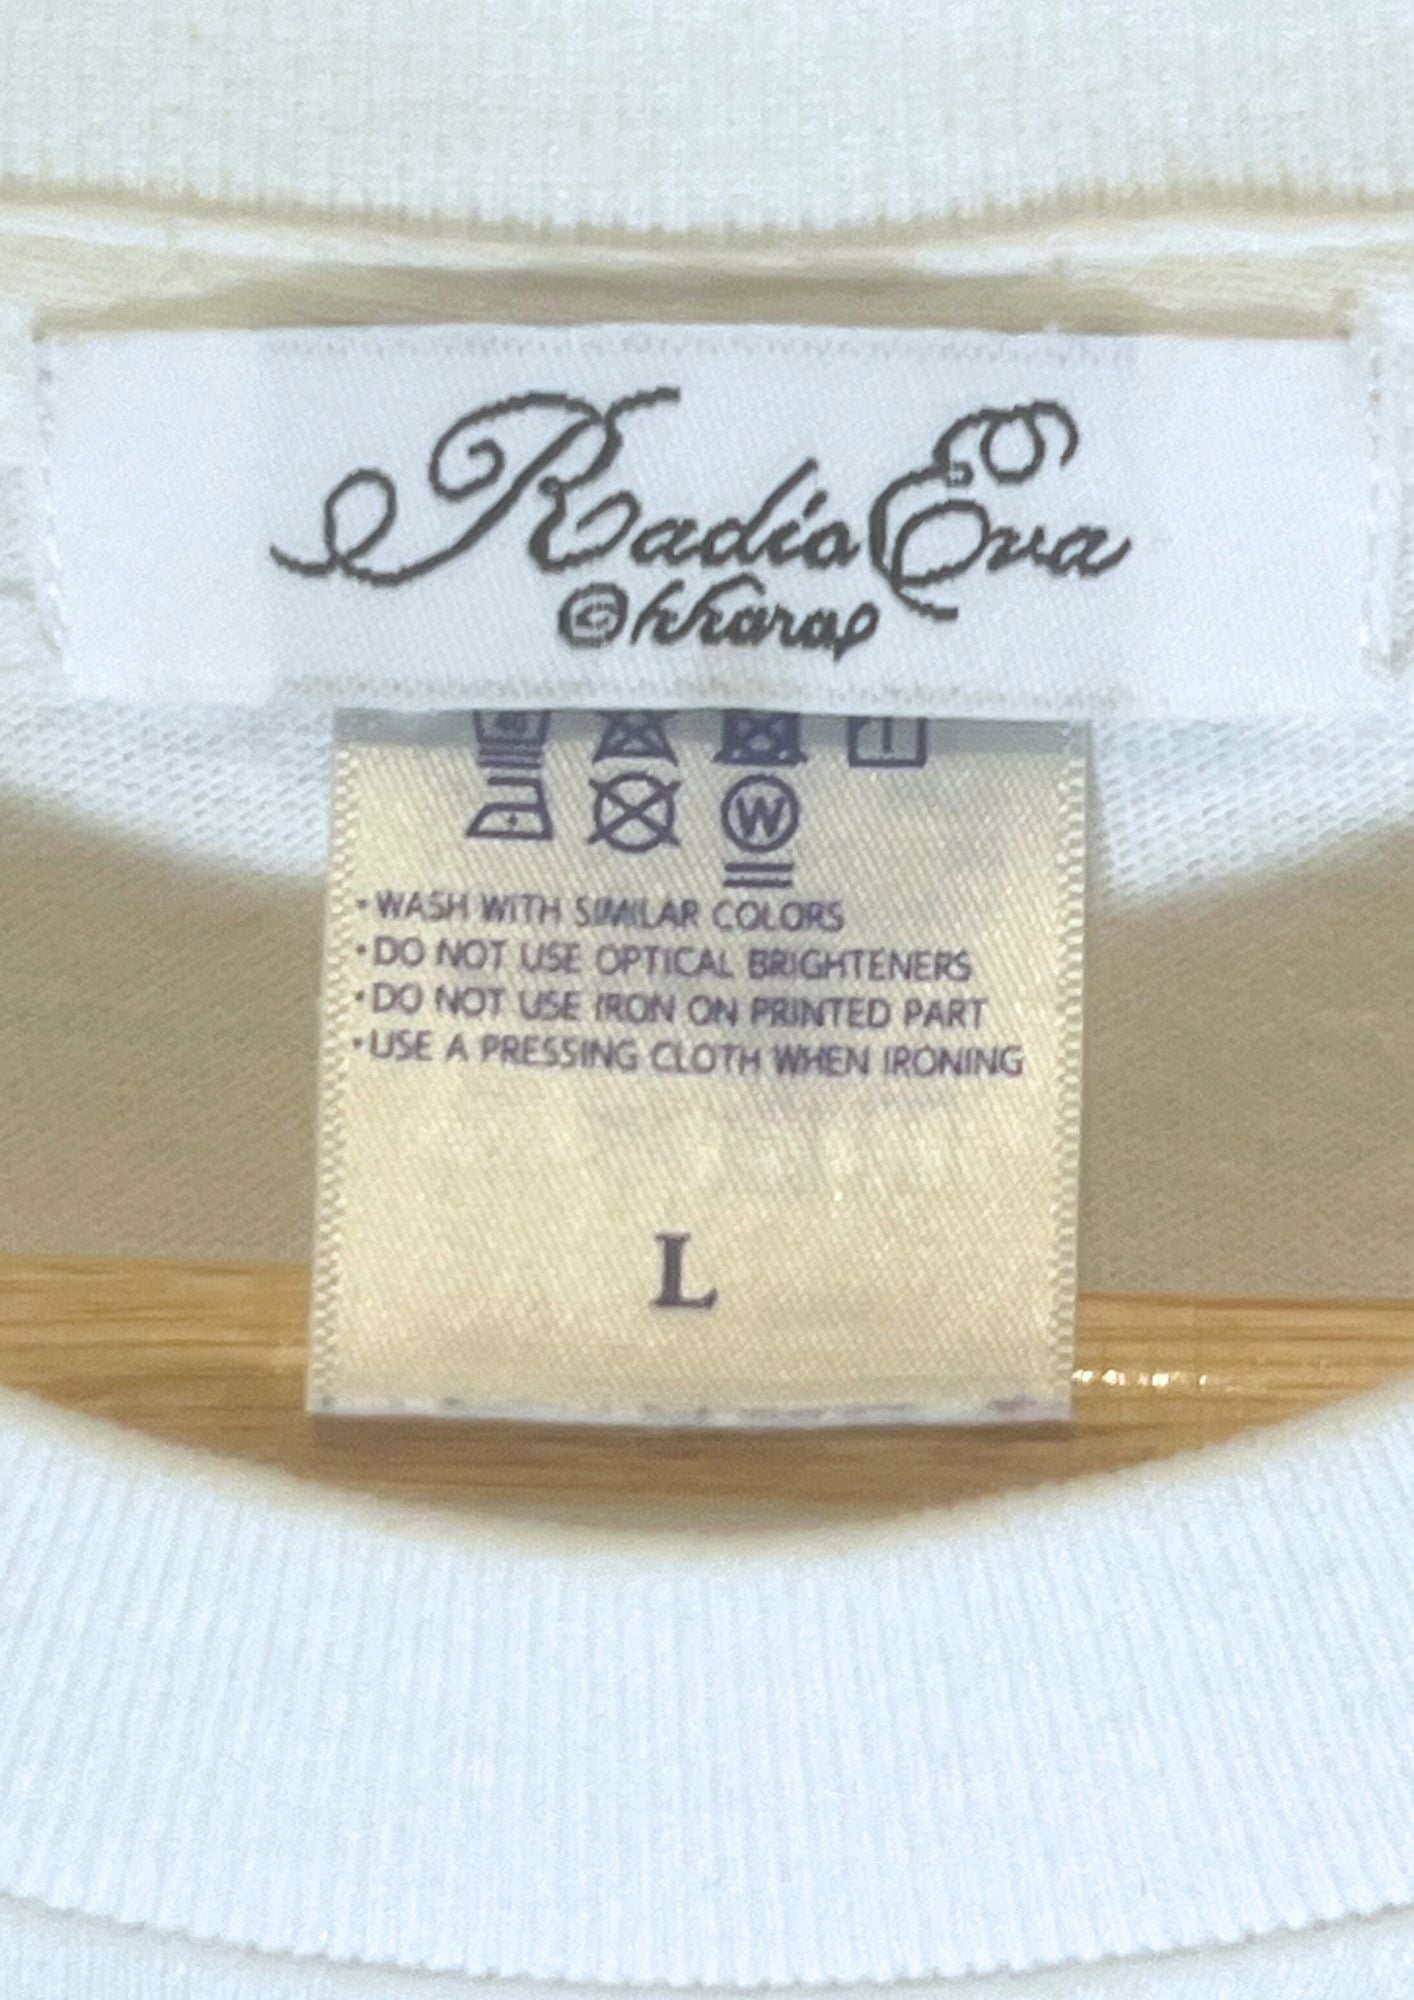 Radio Eva
©khara
40
W
・WASH WITH SIMILAR COLORS
・DO NOT USE OPTICAL BRIGHTENERS
・DO NOT USE IRON ON PRINTED PART
・USE A PRESSING CLOTH WHEN IRONING
L